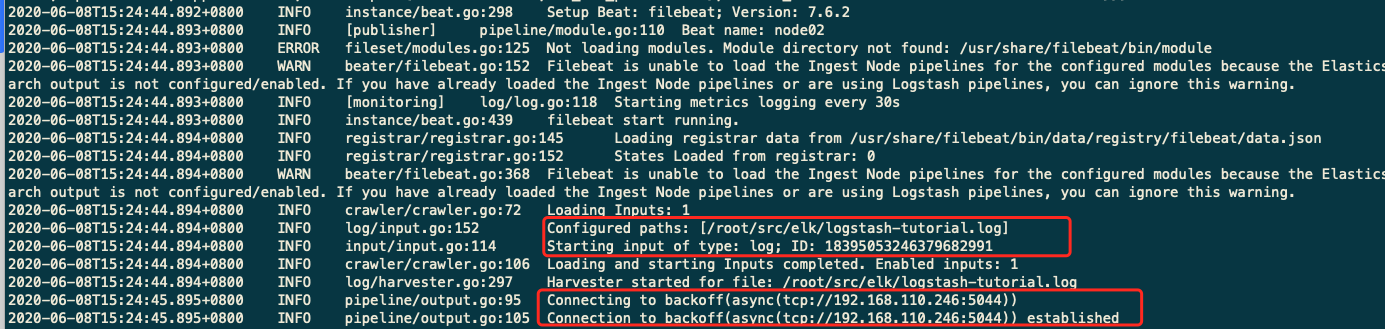 2020-06-08T15:24:44.892+0800 INFO instance/beat.go:298 Setup Beat: filebeat; Version: 7.6.2
2020-06-08T15:24:44.893+0800 INFO [publisher] pipeline/module.go:110 Beat name: node02
2020-06-08T15:24:44.893+0800 ERROR fileset/modules.go:125 Not loading modules. Module directory not found: /usr/share/filebeat/bin/module
2020-06-08T15:24:44.893+0800 WARN beater/filebeat.go:152 Filebeat is unable to load the Ingest Node pipelines for the configured modules because the Elastics
arch output is not configured/enabled. If you have already loaded the Ingest Node pipelines or are using Logstash pipelines, you can ignore this warning.
2020-06-08T15:24:44.893+0800 INFO [monitoring] log/log.go:118 Starting metrics logging every 30s
2020-06-08T15:24:44.893+0800 INFO instance/beat.go:439 filebeat start running.
2020-06-08T15:24:44.894+0800 INFO registrar/registrar.go:145 Loading registrar data from /usr/share/filebeat/bin/data/registry/filebeat/data.json
2020-06-08T15:24:44.894+0800 INFO registrar/registrar.go:152 States Loaded from registrar: 0
2020-06-08T15:24:44.894+0800 WARN beater/filebeat.go:368 Filebeat is unable to load the Ingest Node pipelines for the configured modules because the Elastics
arch output is not configured/enabled. If you have already loaded the Ingest Node pipelines or are using Logstash pipelines, you can ignore this warning.
2020-06-08T15:24:44.894+0800 INFO crawler/crawler.go:72 Loading Inputs: 1
2020-06-08T15:24:44.894+0800 INFO log/input.go:152 Configured paths: [/root/src/elk/logstash-tutorial.log]
2020-06-08T15:24:44.894+0800 INFO input/input.go:114 Starting input of type: log; ID: 18395053246379682991
2020-06-08T15:24:44.894+0800 INFO crawler/crawler.go:106 Loading and starting Inputs completed. Enabled inputs: 1
2020-06-08T15:24:44.894+0800 INFO log/harvester.go:297 Harvester started for file: /root/src/elk/logstash-tutorial.log
2020-06-08T15:24:45.895+0800 INFO pipeline/output.go:95 Connecting to backoff(async(tcp://192.168.110.246:5044))
2020-06-08T15:24:45.895+0800 INFO pipeline/output.go:105 Connection to backoff(async(tcp://192.168.110.246:5044)) established